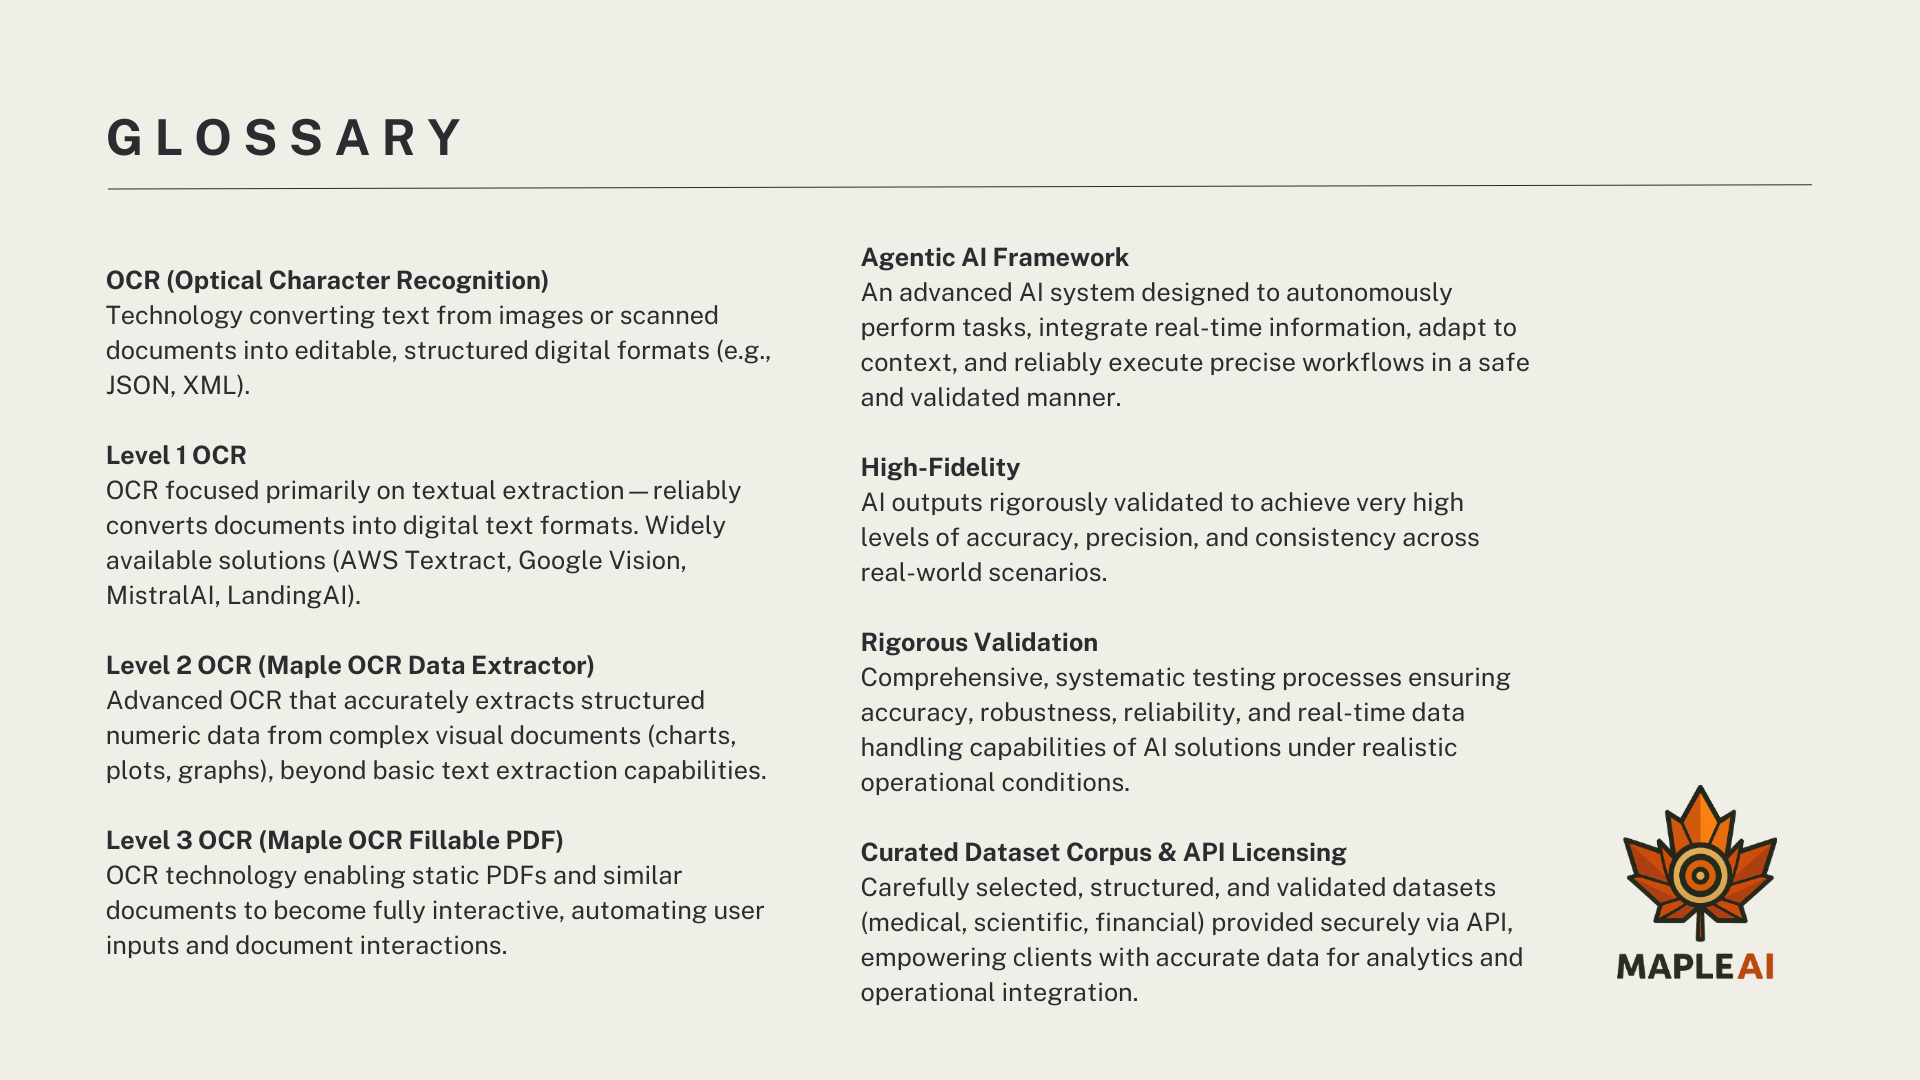 GLOSSARY
OCR (Optical Character Recognition)
Technology converting text from images or scanned
documents into editable, structured digital formats (e.g.,
JSON, XML).
Level 1 OCR
OCR focused primarily on textual extraction—reliably
converts documents into digital text formats. Widely
available solutions (AWS Textract, Google Vision,
MistralAI, LandingAI).
Level 2 OCR (Maple OCR Data Extractor)
Advanced OCR that accurately extracts structured
numeric data from complex visual documents (charts,
plots, graphs), beyond basic text extraction capabilities.
Level 3 OCR (Maple OCR Fillable PDF)
OCR technology enabling static PDFs and similar
documents to become fully interactive, automating user
inputs and document interactions.
Agentic AI Framework
An advanced AI system designed to autonomously
perform tasks, integrate real-time information, adapt to
context, and reliably execute precise workflows in a safe
and validated manner.
High-Fidelity
AI outputs rigorously validated to achieve very high
levels of accuracy, precision, and consistency across
real-world scenarios.
Rigorous Validation
Comprehensive, systematic testing processes ensuring
accuracy, robustness, reliability, and real-time data
handling capabilities of AI solutions under realistic
operational conditions.
Curated Dataset Corpus & API Licensing
Carefully selected, structured, and validated datasets
(medical, scientific, financial) provided securely via API,
empowering clients with accurate data for analytics and
operational integration.
MAPLEAI